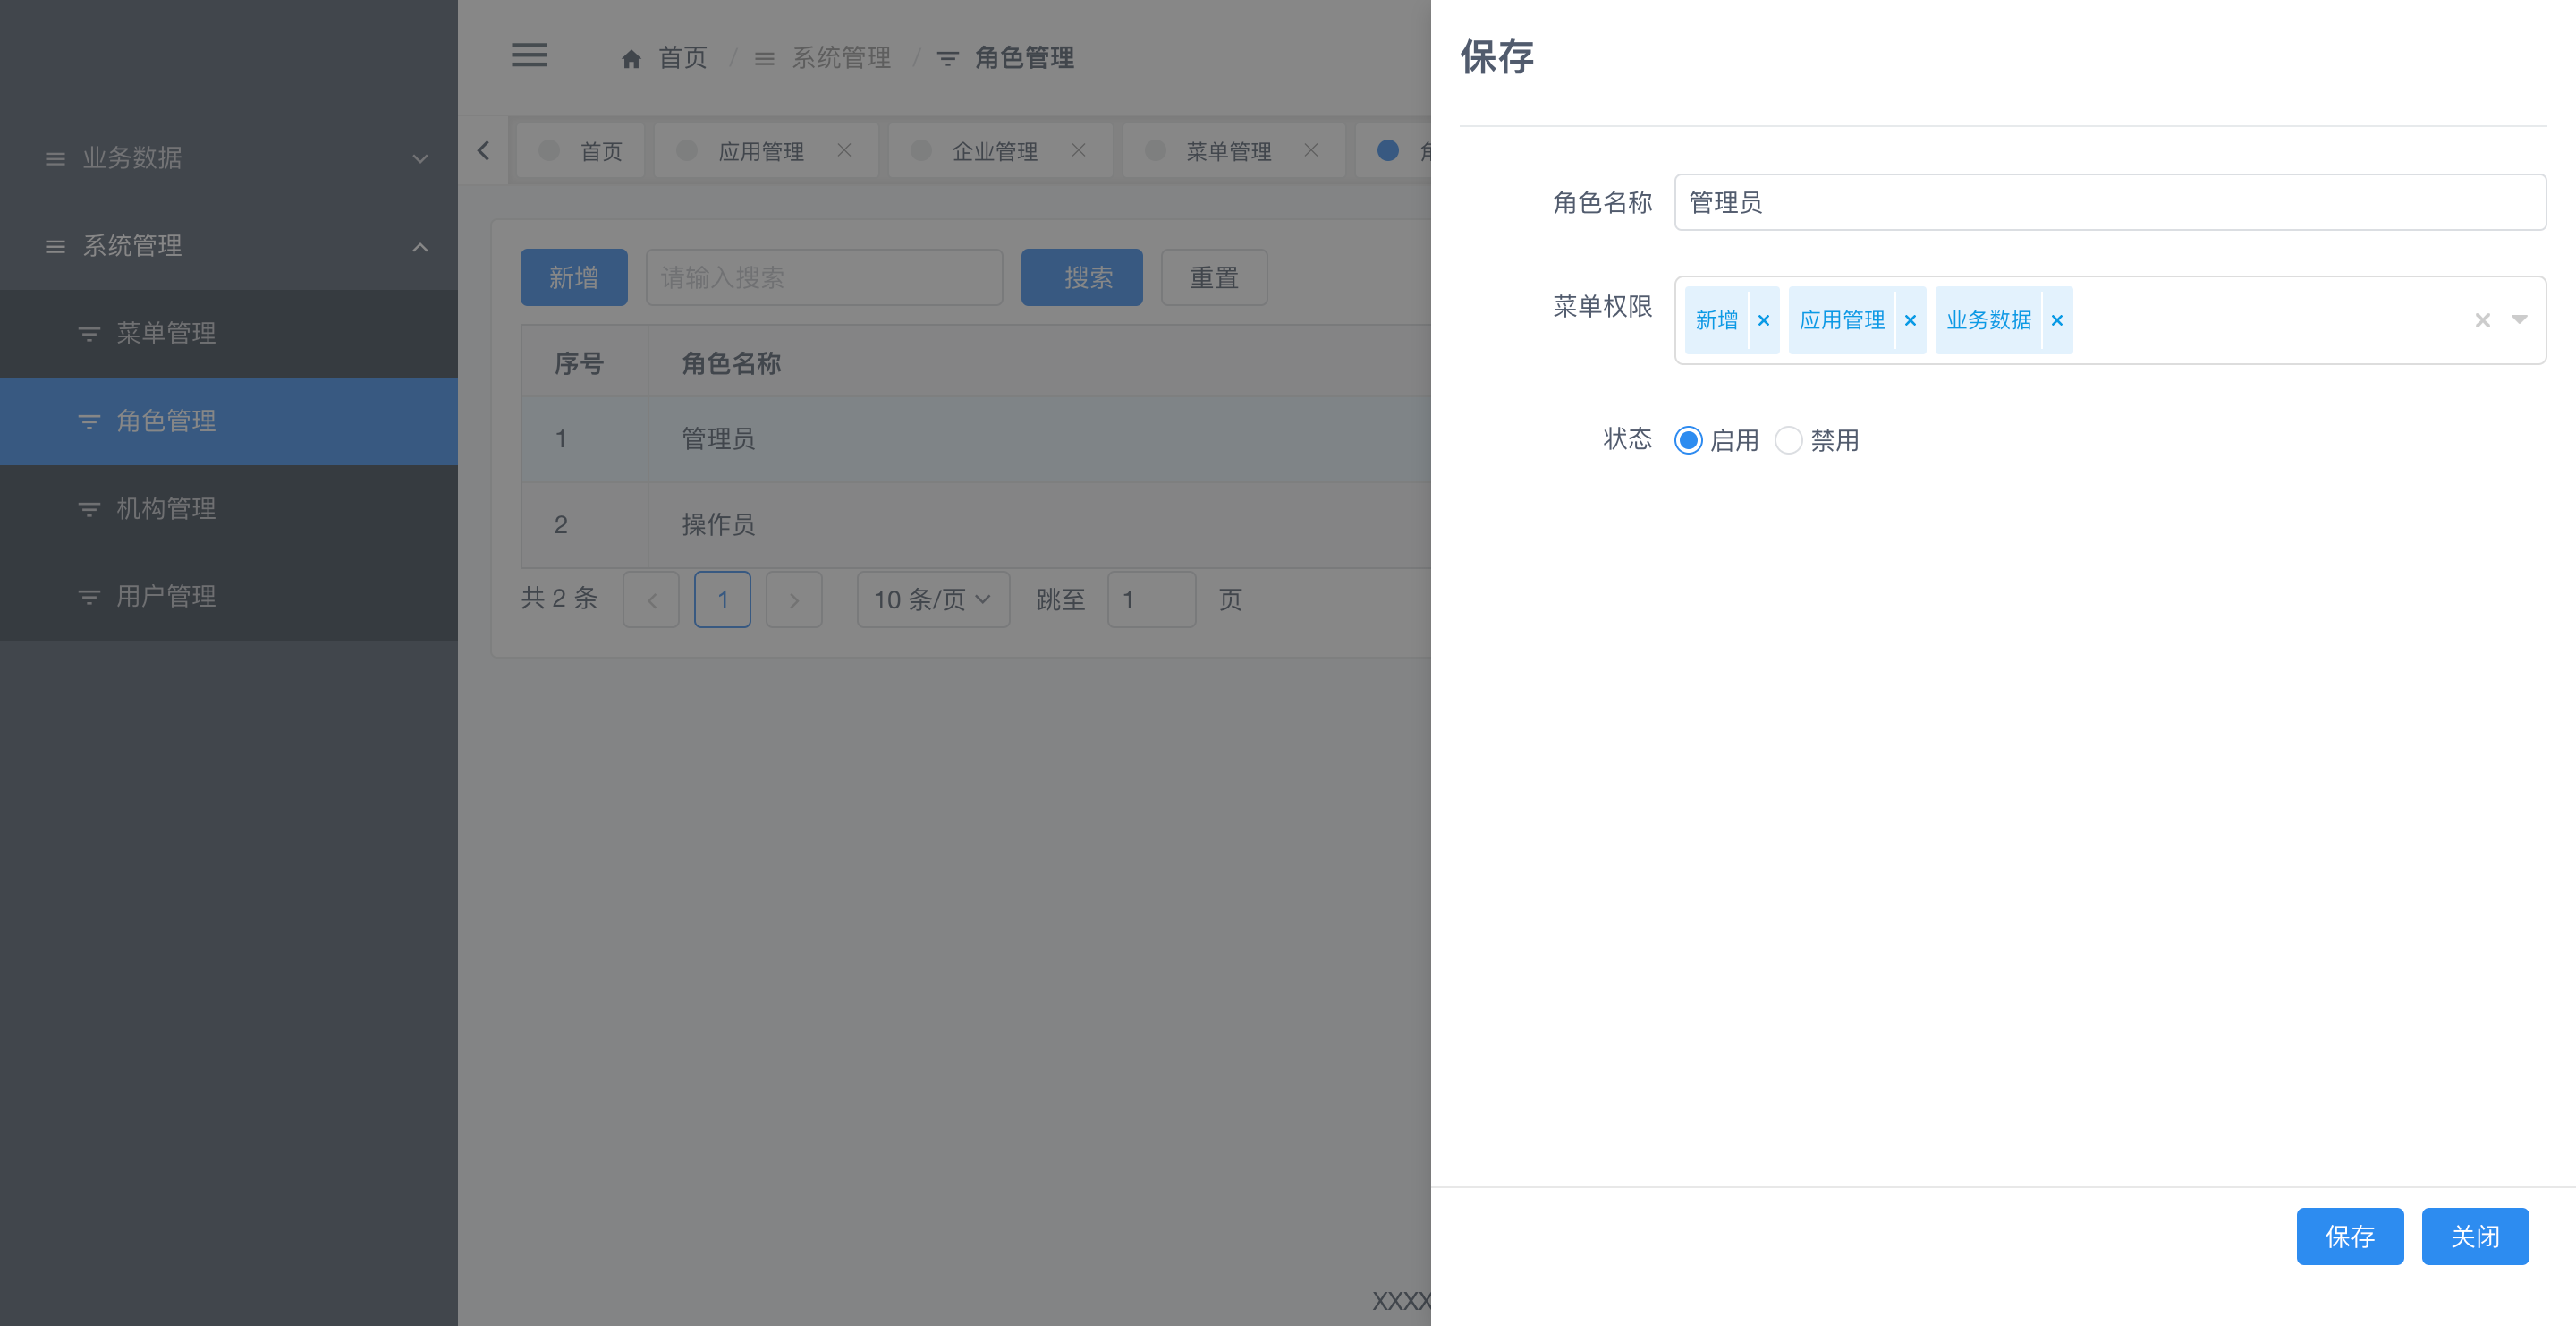 业务数据
系统管理
菜单管理
角色管理
机构管理
用户管理
首页 / 系统管理 / 角色管理
首页 应用管理 企业管理 菜单管理 角
新增 请输入搜索 搜索 重置
序号 角色名称
1 管理员
2 操作员
共 2 条 1 10 条/页 跳至 1 页
XXXX
保存
角色名称 管理员
菜单权限 新增 × 应用管理 × 业务数据 ×
状态 启用 禁用
保存 关闭